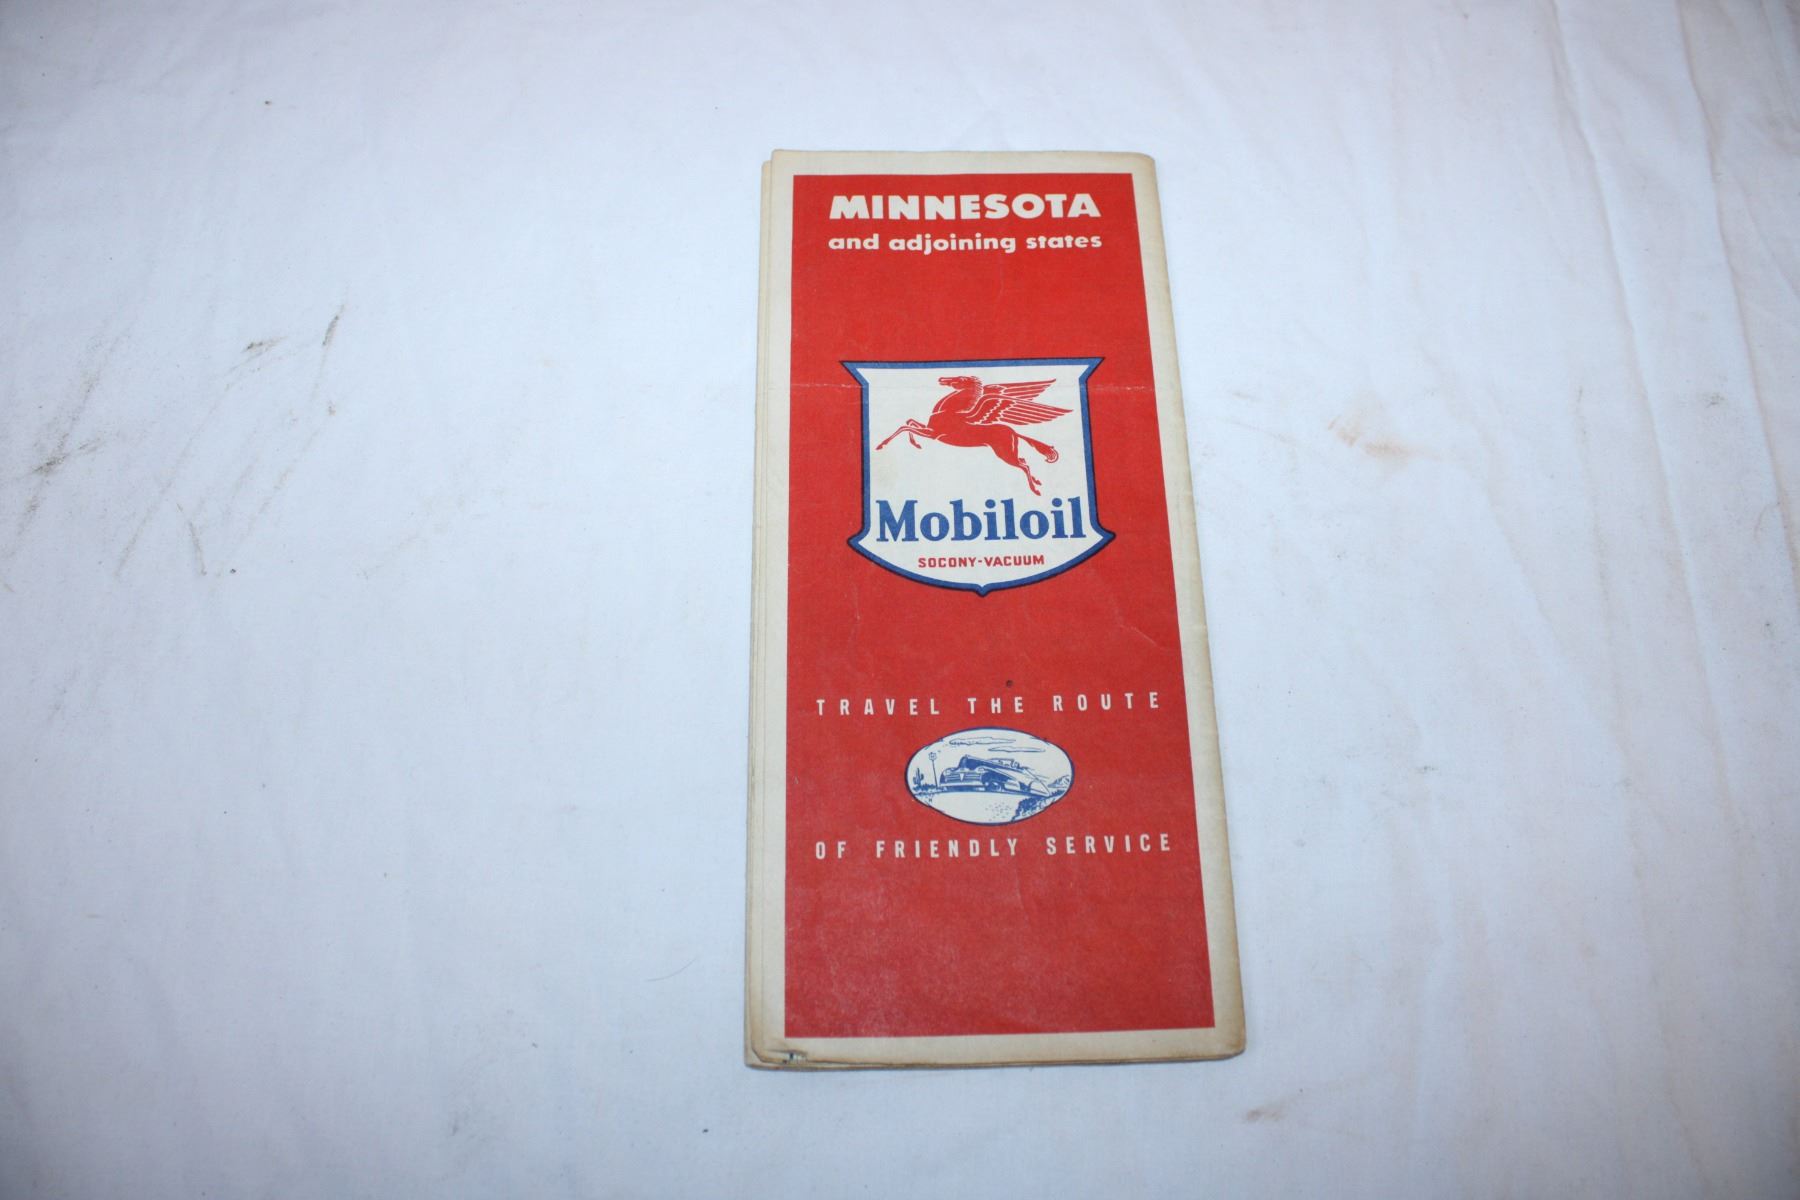 MINNESOTA
and adjoining states
Mobiloil
SOCONY-VACUUM
TRAVEL THE ROUTE
OF FRIENDLY SERVICE